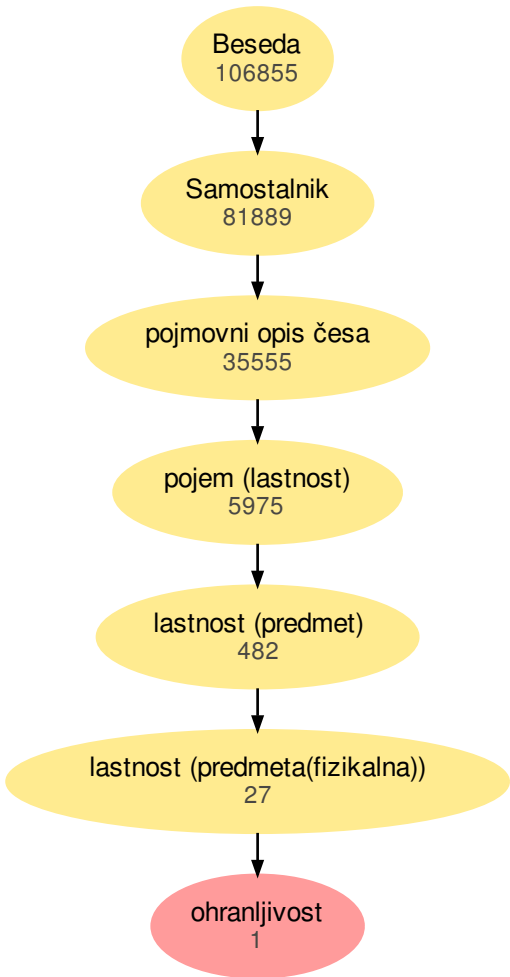 Beseda
106855
Samostalnik
81889
pojmovni opis česa
35555
pojem (lastnost)
5975
lastnost (predmet)
482
lastnost (predmeta(fizikalna))
27
ohranljivost
1